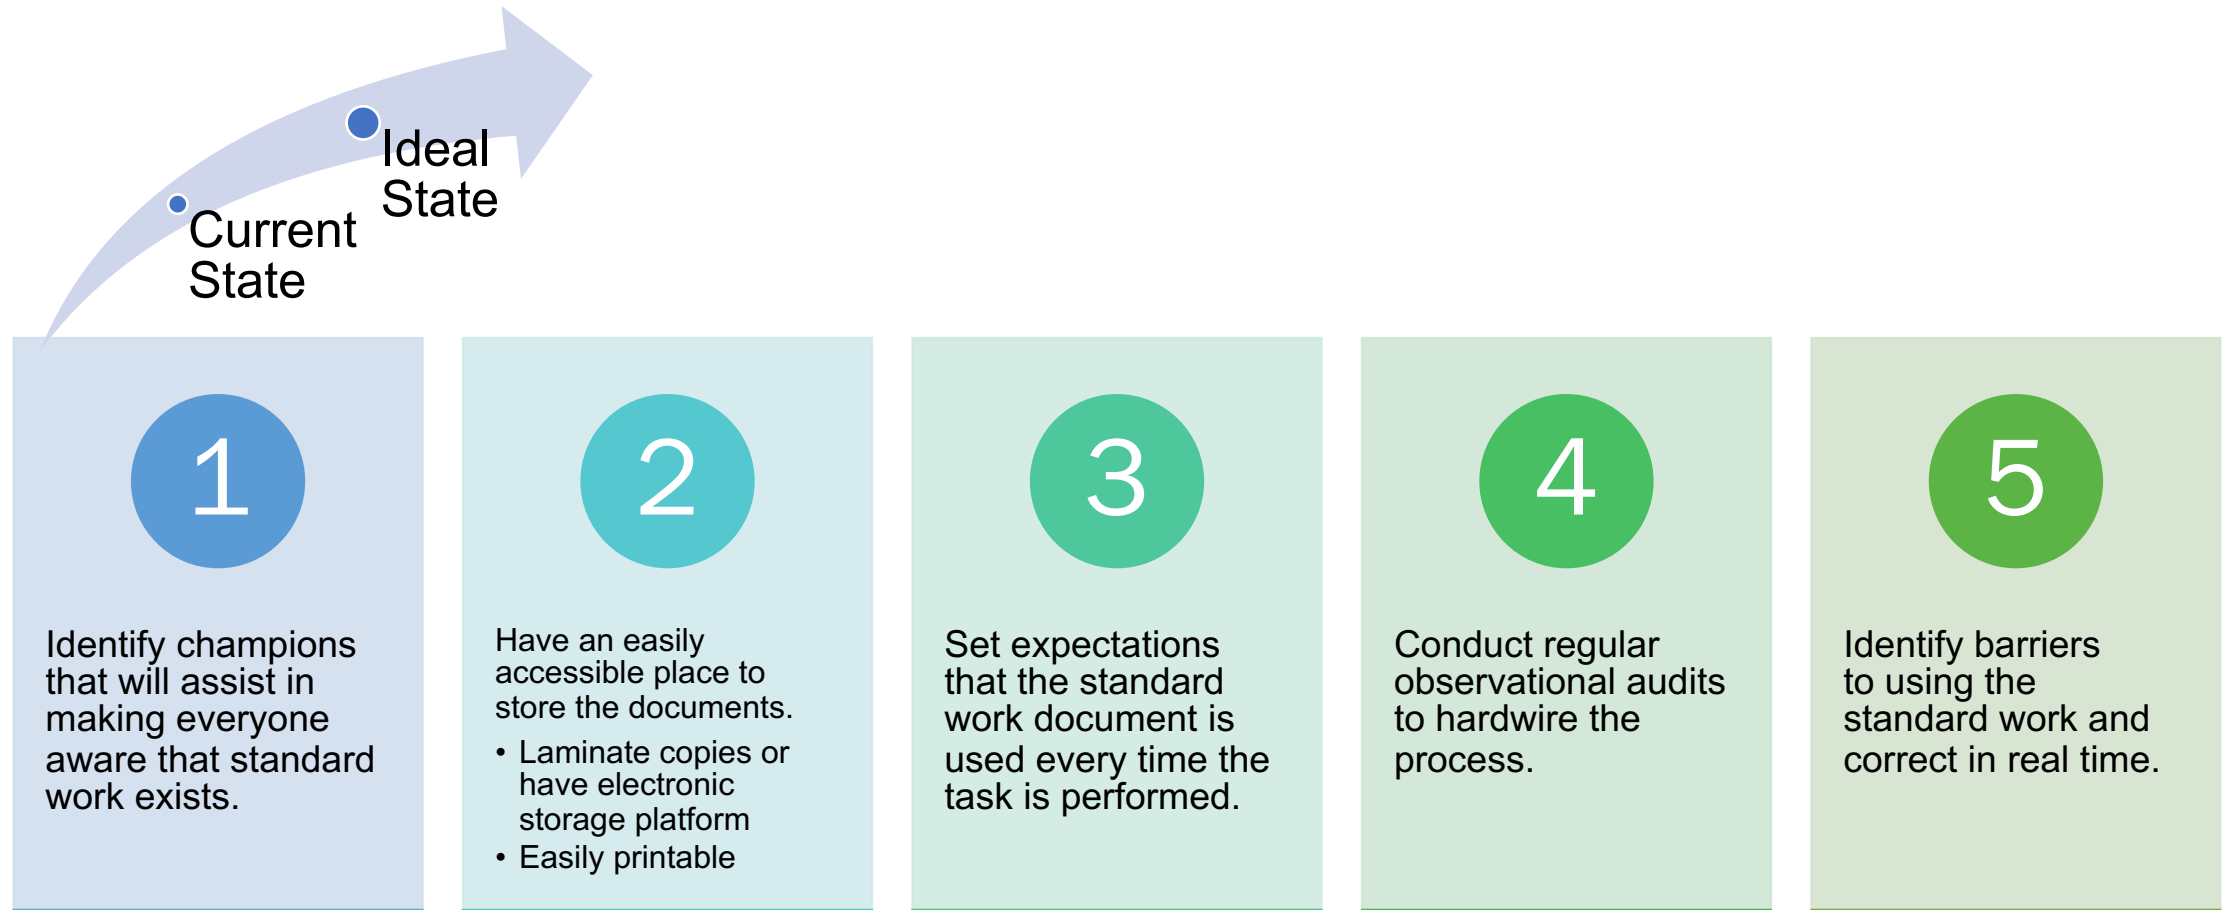 Ideal
State
Current
State
1
Identify champions
that will assist in
making everyone
aware that standard
work exists.
2
Have an easily
accessible place to
store the documents.
• Laminate copies or
have electronic
storage platform
• Easily printable
3
Set expectations
that the standard
work document is
used every time the
task is performed.
4
Conduct regular
observational audits
to hardwire the
process.
5
Identify barriers
to using the
standard work and
correct in real time.